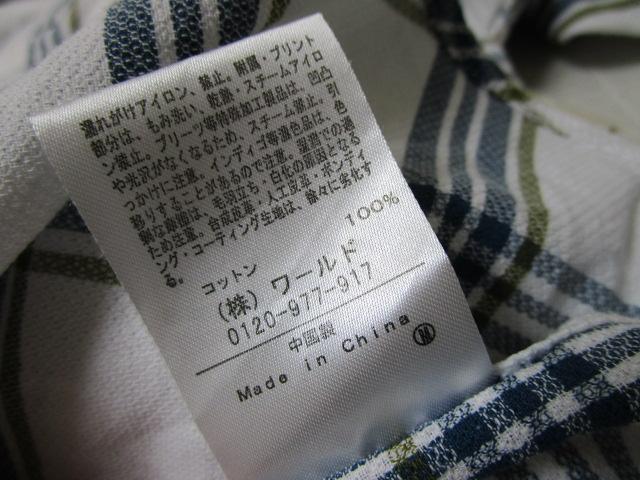 濡れがけアイロン、禁止。附属・プリント
部分は、もみ洗い、乾燥・スチームアイロ
ン禁止。プリーツ等特殊加工製品は、凹凸
や光沢がなくなるため、スチーム禁止。引
っかけに注意。インディゴ等濃色品は、色
移りすることがあるので注意。湿潤での過
剰な摩擦は、毛羽立ち・白化の原因となる
ため注意。合成皮革・人工皮革・ボンディ
ング・コーティング生地は、徐々に劣化す
る。
コットン 100%
(株) ワールド
0120-977-917
中国製
Made in China